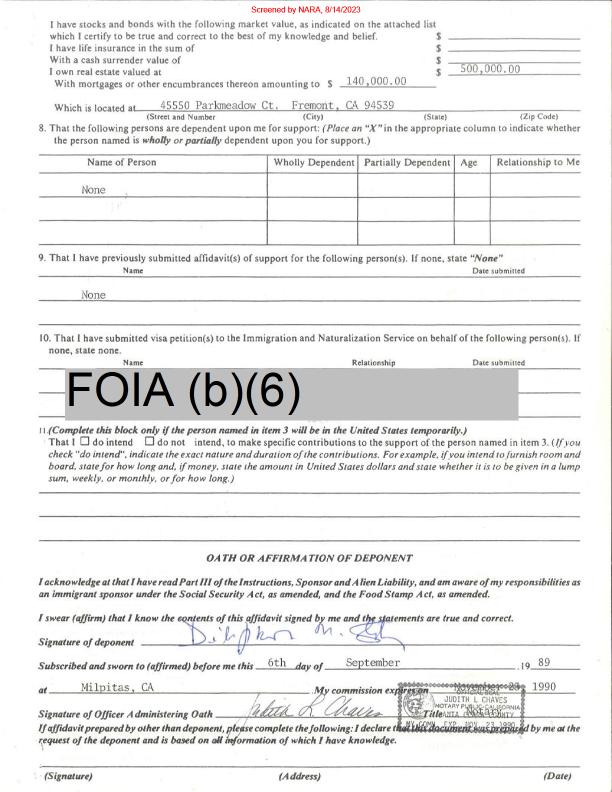 Screened by NARA, 8/14/2023
I have stocks and bonds with the following market value, as indicated on the attached list
which I certify to be true and correct to the best of my knowledge and belief. $
I have life insurance in the sum of $
With a cash surrender value of $
I own real estate valued at $ 500,000.00
With mortgages or other encumbrances thereon amounting to $ 140,000.00
Which is located at 45550 Parkmeadow Ct. Fremont, CA 94539
(Street and Number) (City) (State) (Zip Code)
8. That the following persons are dependent upon me for support: (Place an "X" in the appropriate column to indicate whether
the person named is wholly or partially dependent upon you for support.)
Name of Person Wholly Dependent Partially Dependent Age Relationship to Me
None
9. That I have previously submitted affidavit(s) of support for the following person(s). If none, state "None"
Name Date submitted
None
10. That I have submitted visa petition(s) to the Immigration and Naturalization Service on behalf of the following person(s). If
none, state none.
Name Relationship Date submitted
FOIA (b)(6)
11.(Complete this block only if the person named in item 3 will be in the United States temporarily.)
That I ☐ do intend ☐ do not intend, to make specific contributions to the support of the person named in item 3. (If you
check "do intend", indicate the exact nature and duration of the contributions. For example, if you intend to furnish room and
board, state for how long and, if money, state the amount in United States dollars and state whether it is to be given in a lump
sum, weekly, or monthly, or for how long.)
OATH OR AFFIRMATION OF DEPONENT
I acknowledge at that I have read Part III of the Instructions, Sponsor and Alien Liability, and am aware of my responsibilities as
an immigrant sponsor under the Social Security Act, as amended, and the Food Stamp Act, as amended.
I swear (affirm) that I know the contents of this affidavit signed by me and the statements are true and correct.
Signature of deponent
Subscribed and sworn to (affirmed) before me this 6th day of September ,19 89
at Milpitas, CA My commission expires on November 23 1990
JUDITH L CHAVES
NOTARY PUBLIC-CALIFORNIA
Signature of Officer Administering Oath Judith L. Chaves Title Notary
MY COMM. EXP. NOV. 23,1990
If affidavit prepared by other than deponent, please complete the following: I declare that this document was prepared by me at the
request of the deponent and is based on all information of which I have knowledge.
(Signature) (Address) (Date)